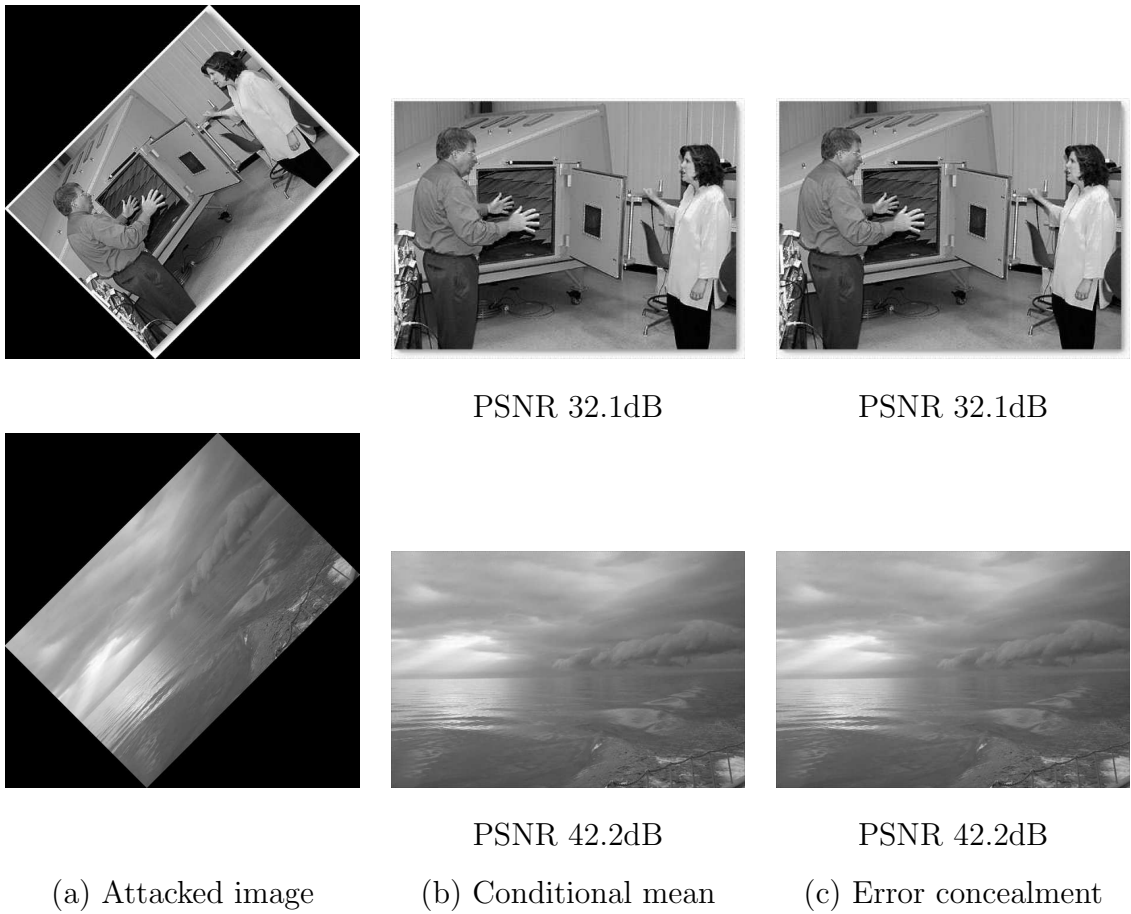 PSNR 32.1dB PSNR 32.1dB
PSNR 42.2dB PSNR 42.2dB
(a) Attacked image (b) Conditional mean (c) Error concealment